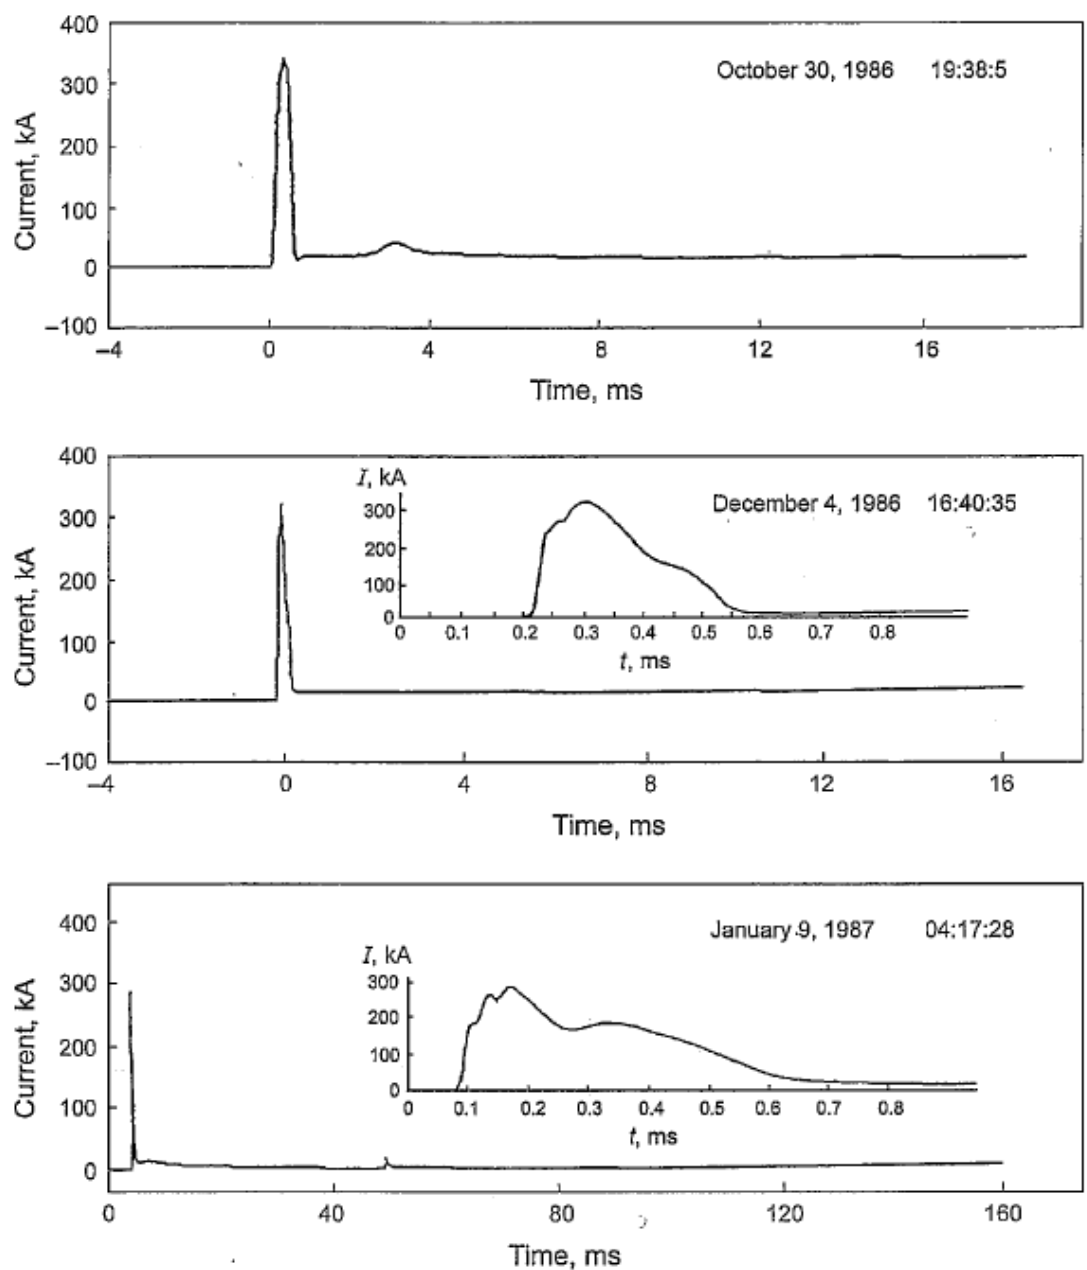 400
October 30, 1986 19:38:5
300
200
100
0
–100
Current, kA
–4 0 4 8 12 16
Time, ms
400
I, kA
December 4, 1986 16:40:35
300
200
100
0
–100
Current, kA
300
200
100
0
0 0.1 0.2 0.3 0.4 0.5 0.6 0.7 0.8
t, ms
–4 0 4 8 12 16
Time, ms
400
January 9, 1987 04:17:28
300
200
100
0
Current, kA
I, kA
300
200
100
0
0 0.1 0.2 0.3 0.4 0.5 0.6 0.7 0.8
t, ms
0 40 80 120 160
Time, ms